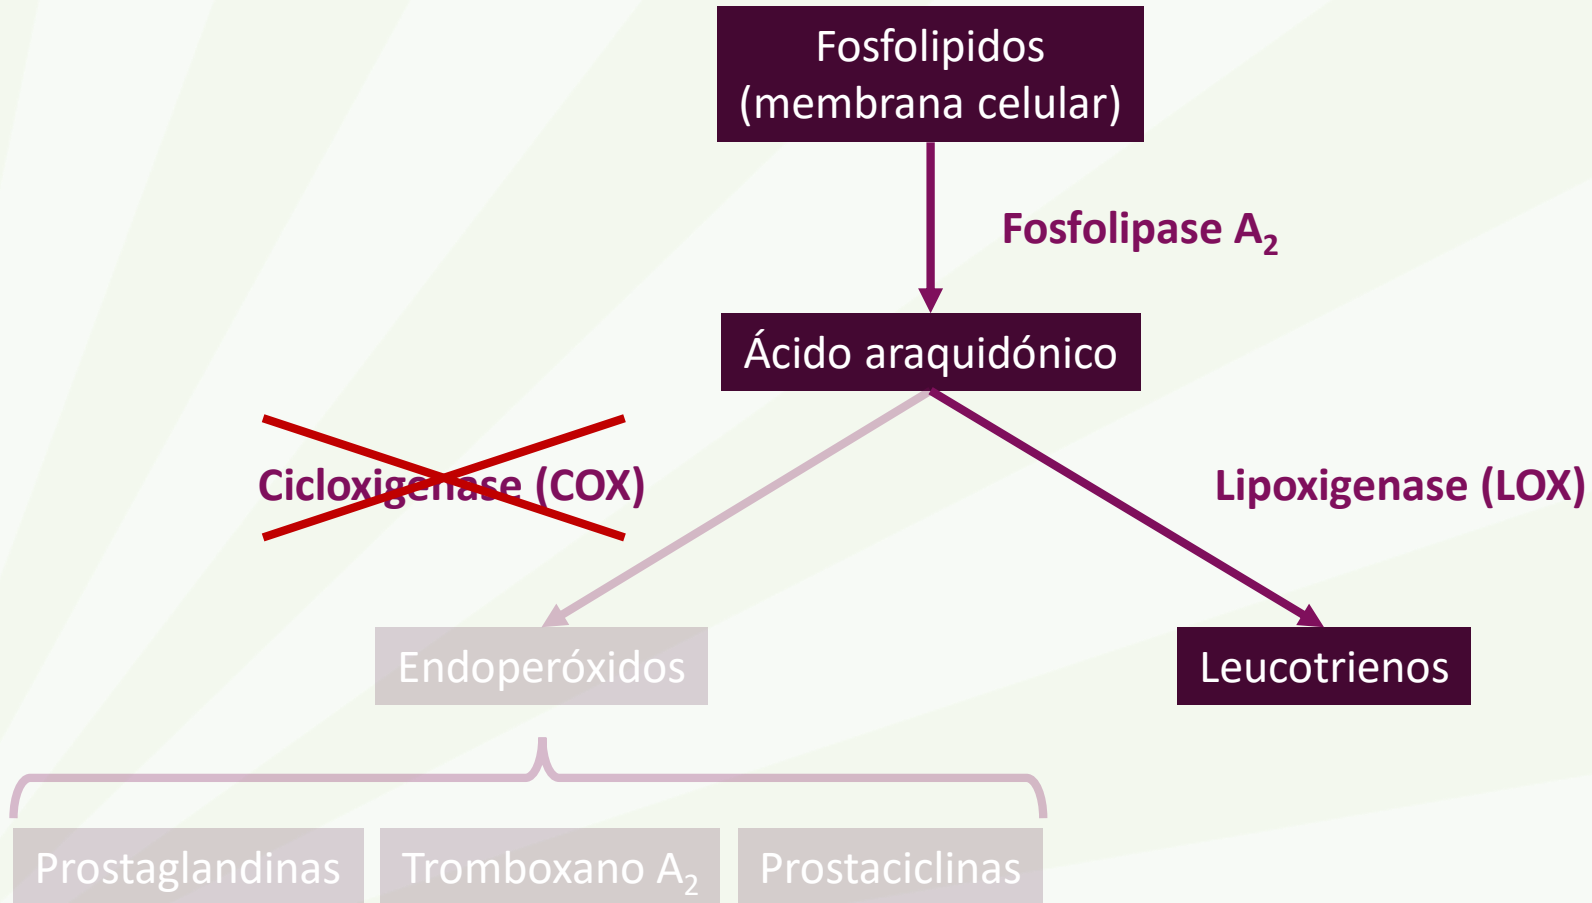 Fosfolipidos
(membrana celular)
Fosfolipase A₂
Ácido araquidónico
Cicloxigenase (COX)
Lipoxigenase (LOX)
Endoperóxidos
Leucotrienos
Prostaglandinas
Tromboxano A₂
Prostaciclinas